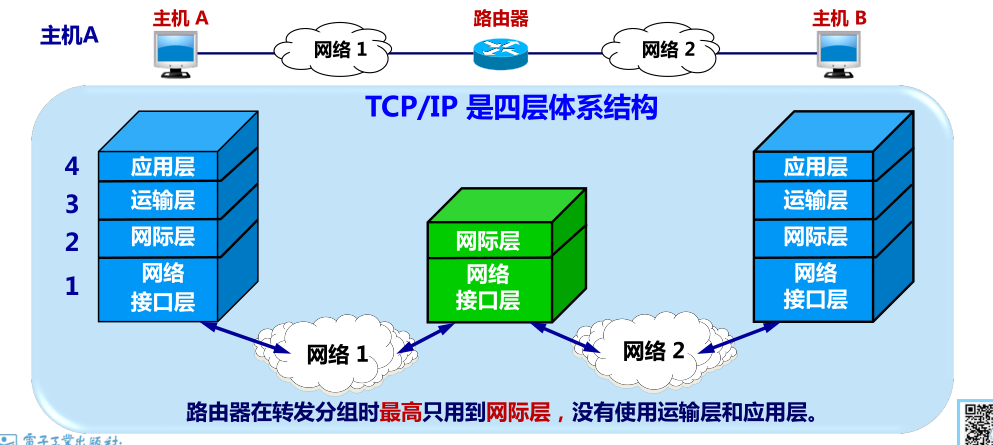 主机A
主机 A
网络 1
路由器
网络 2
主机 B
TCP/IP 是四层体系结构
4
应用层
3
运输层
2
网际层
1
网络
接口层
网际层
网络
接口层
应用层
运输层
网际层
网络
接口层
网络 1
网络 2
路由器在转发分组时最高只用到网际层，没有使用运输层和应用层。
電子工業出版社·